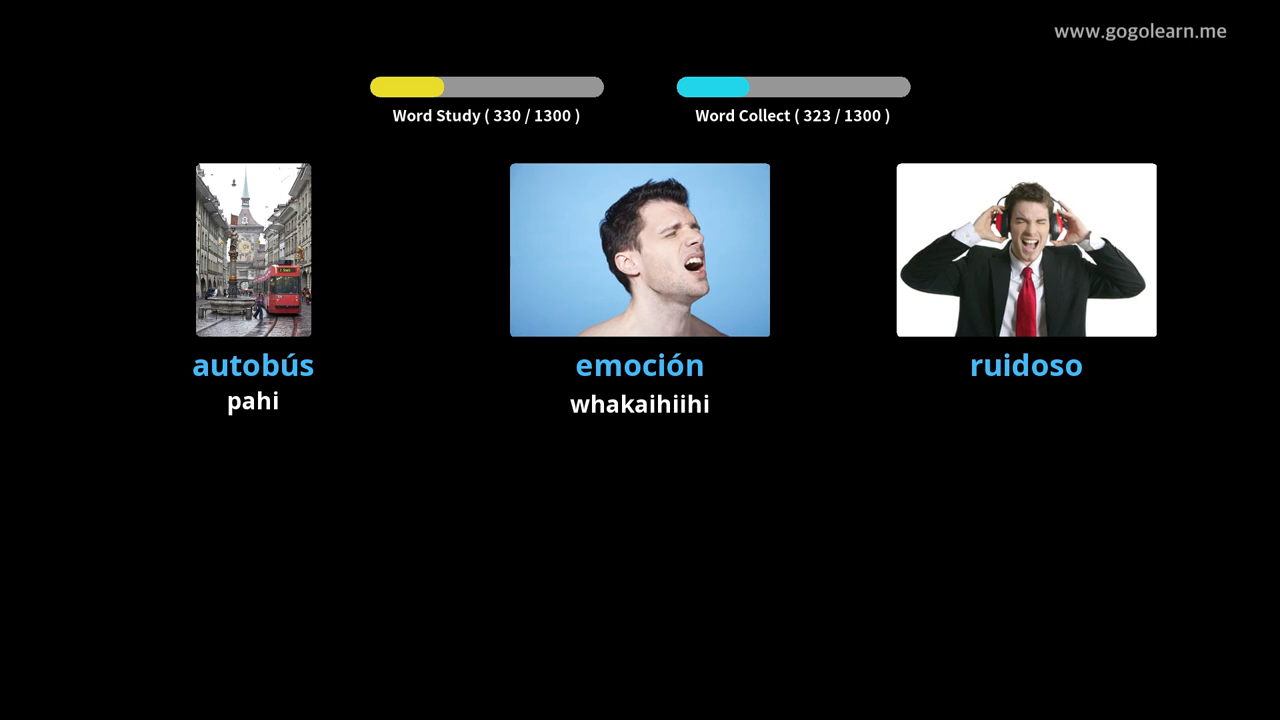 www.gogolearn.me
Word Study ( 330 / 1300 )
Word Collect ( 323 / 1300 )
autobús
pahi
emoción
whakaihiihi
ruidoso